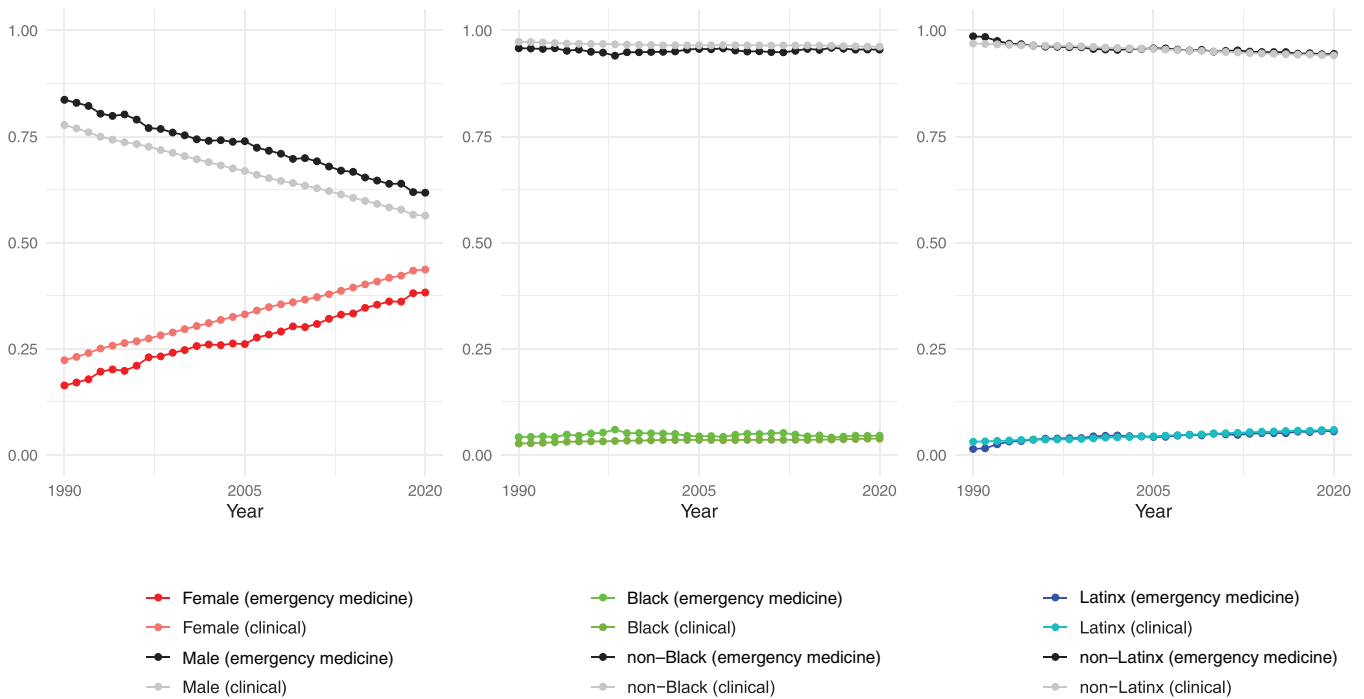 1.00
0.75
0.50
0.25
0.00
1990
2005
2020
Year
1.00
0.75
0.50
0.25
0.00
1990
2005
2020
Year
1.00
0.75
0.50
0.25
0.00
1990
2005
2020
Year
Female (emergency medicine)
Female (clinical)
Male (emergency medicine)
Male (clinical)
Black (emergency medicine)
Black (clinical)
non–Black (emergency medicine)
non–Black (clinical)
Latinx (emergency medicine)
Latinx (clinical)
non–Latinx (emergency medicine)
non–Latinx (clinical)